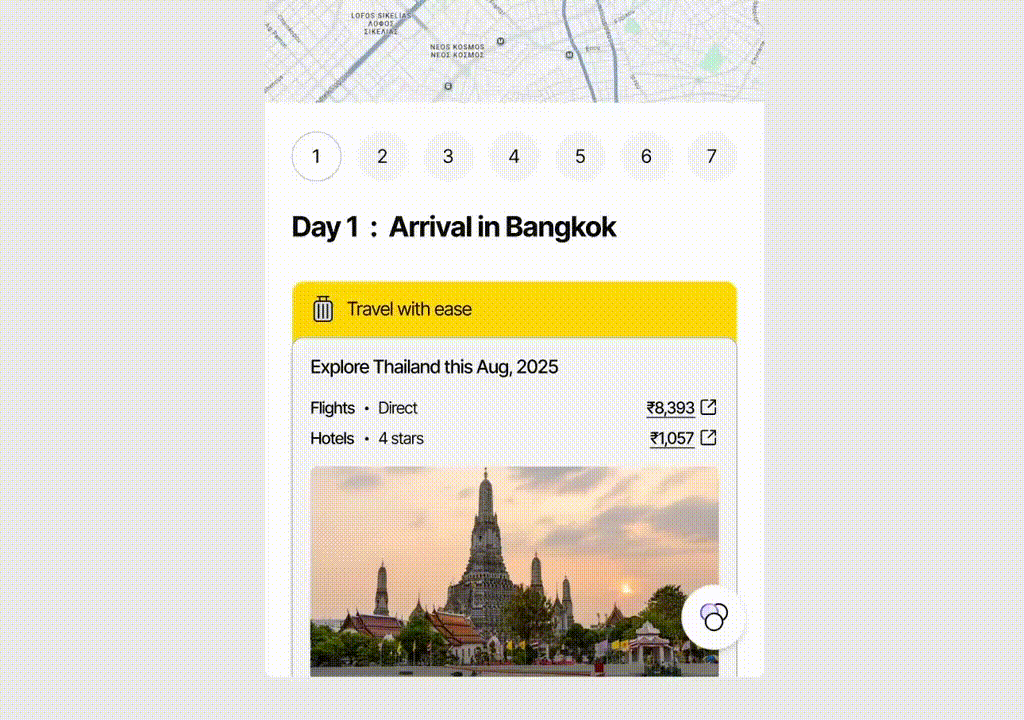 LOFOS SIKELIAS
ΛΟΦΟΣ
ΣΙΚΕΛΙΑΣ
NEOS KOSMOS
ΝΕΟΣ ΚΟΣΜΟΣ
1 2 3 4 5 6 7
Day 1 : Arrival in Bangkok
Travel with ease
Explore Thailand this Aug, 2025
Flights • Direct ₹8,393
Hotels • 4 stars ₹1,057